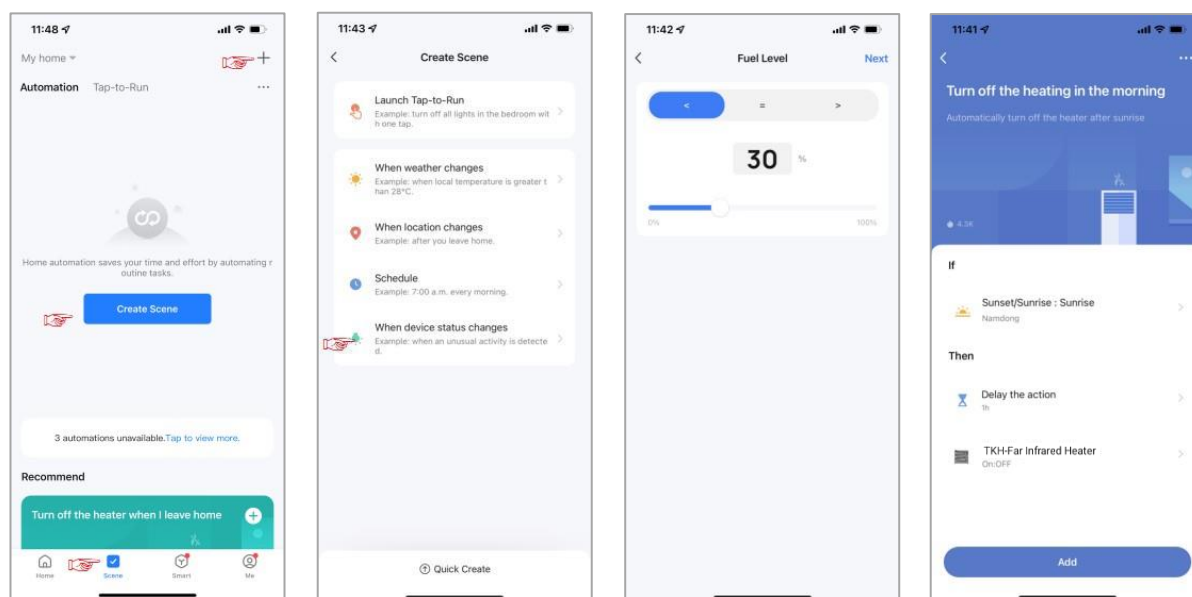 11:48
My home
Automation Tap-to-Run
Home automation saves your time and effort by automating r
outine tasks.
Create Scene
3 automations unavailable.Tap to view more.
Recommend
Turn off the heater when I leave home
Home Scene Smart Me
11:43
Create Scene
Launch Tap-to-Run
Example: turn off all lights in the bedroom wit
h one tap.
When weather changes
Example: when local temperature is greater t
han 28°C.
When location changes
Example: after you leave home.
Schedule
Example: 7:00 a.m. every morning.
When device status changes
Example: when an unusual activity is detecte
d.
Quick Create
11:42
Fuel Level Next
< = >
30 %
0% 100%
11:41
Turn off the heating in the morning
Automatically turn off the heater after sunrise
4.3K
If
Sunset/Sunrise : Sunrise
Namdong
Then
Delay the action
1h
TKH-Far Infrared Heater
On:OFF
Add